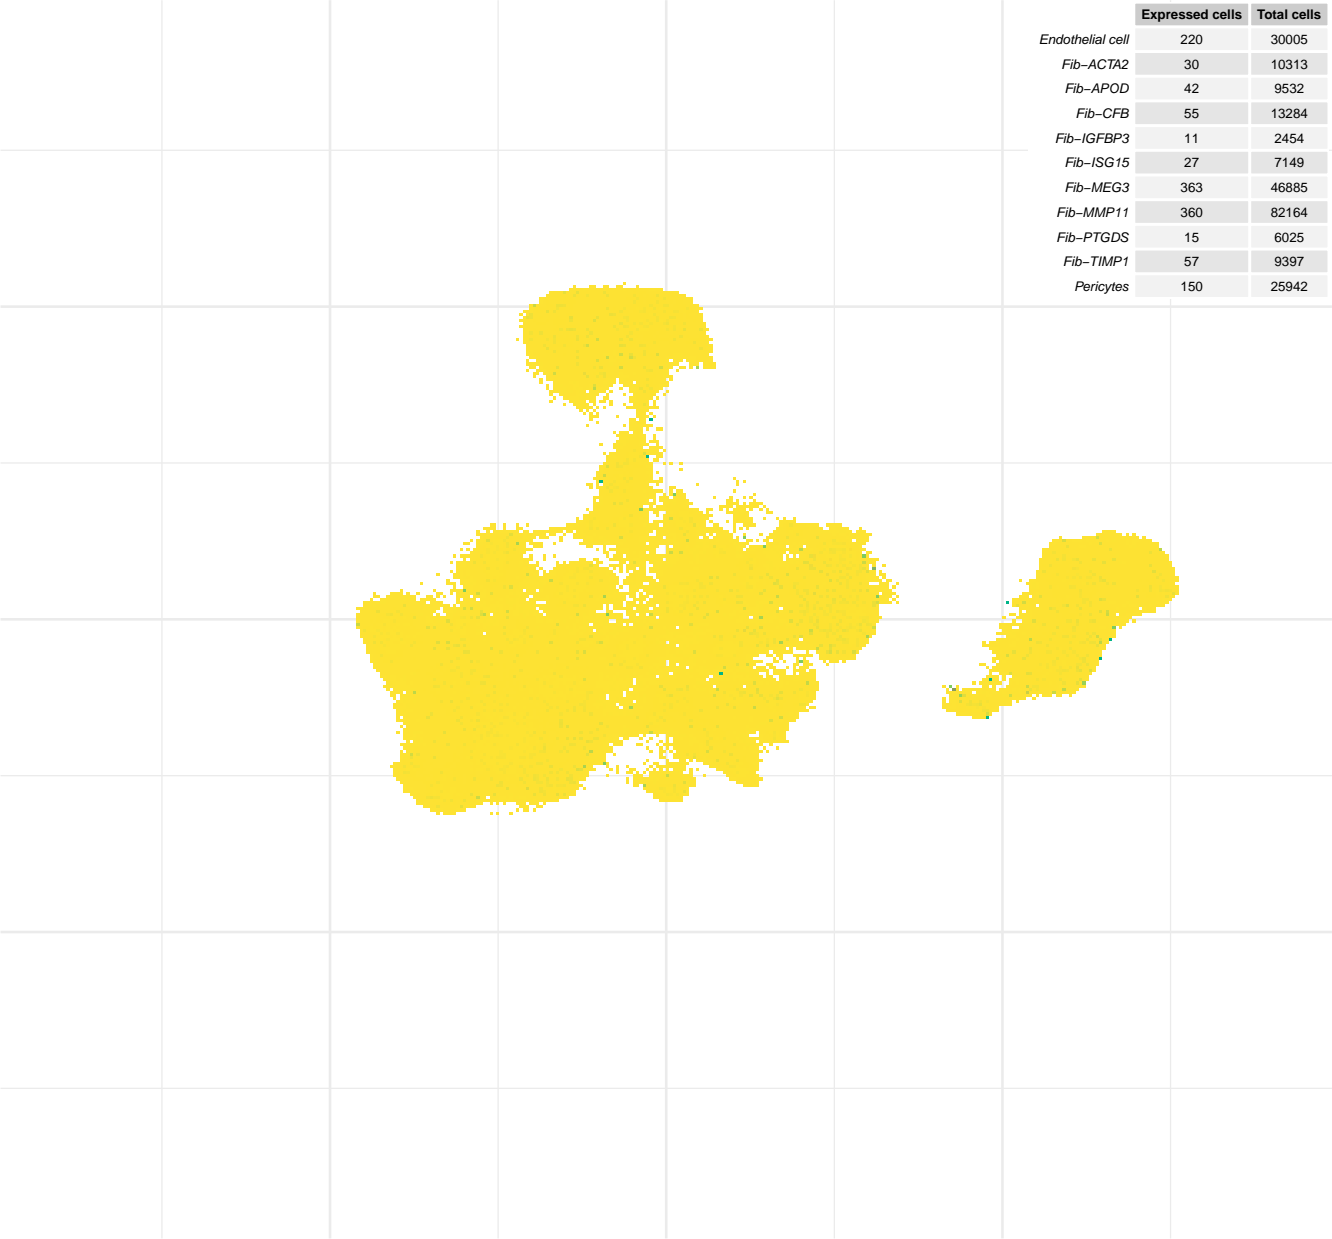 Expressed cells Total cells
Endothelial cell 220 30005
Fib−ACTA2 30 10313
Fib−APOD 42 9532
Fib−CFB 55 13284
Fib−IGFBP3 11 2454
Fib−ISG15 27 7149
Fib−MEG3 363 46885
Fib−MMP11 360 82164
Fib−PTGDS 15 6025
Fib−TIMP1 57 9397
Pericytes 150 25942